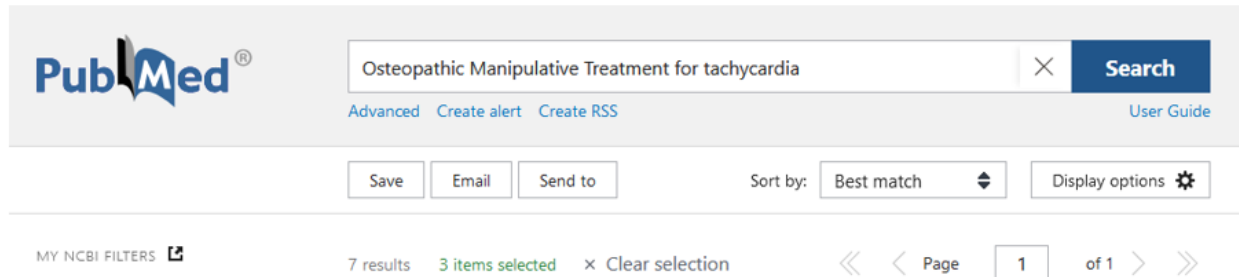 PubMed®
Osteopathic Manipulative Treatment for tachycardia
Search
Advanced Create alert Create RSS
User Guide
Save Email Send to
Sort by: Best match
Display options
MY NCBI FILTERS
7 results 3 items selected × Clear selection
Page 1 of 1